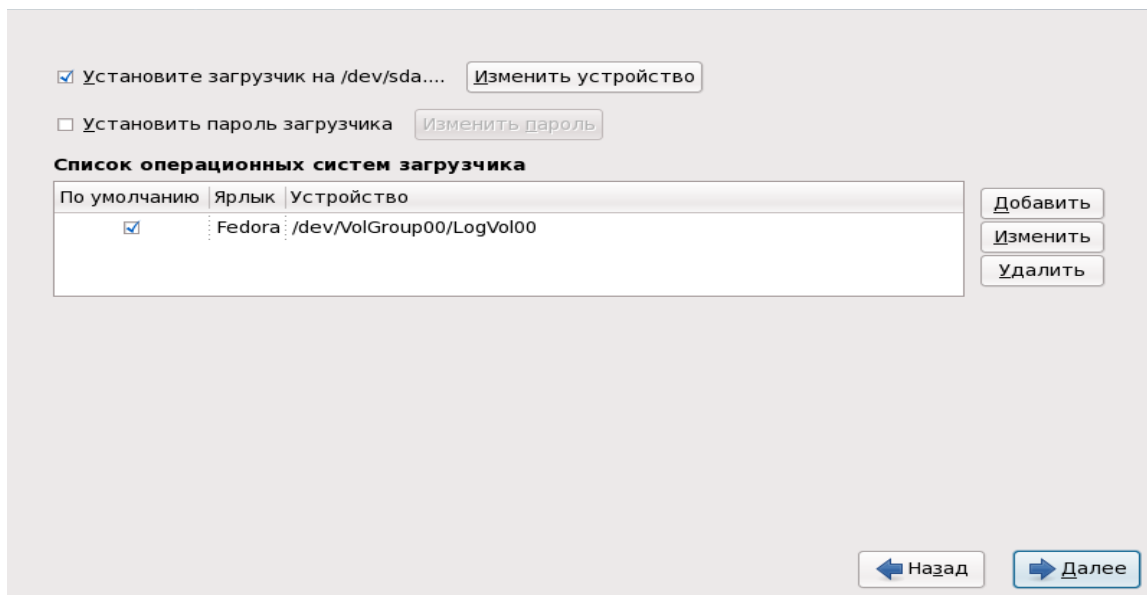 Установите загрузчик на /dev/sda.... Изменить устройство
Установить пароль загрузчика Изменить пароль
Список операционных систем загрузчика
По умолчанию Ярлык Устройство
Добавить
Fedora /dev/VolGroup00/LogVol00
Изменить
Удалить
Назад Далее